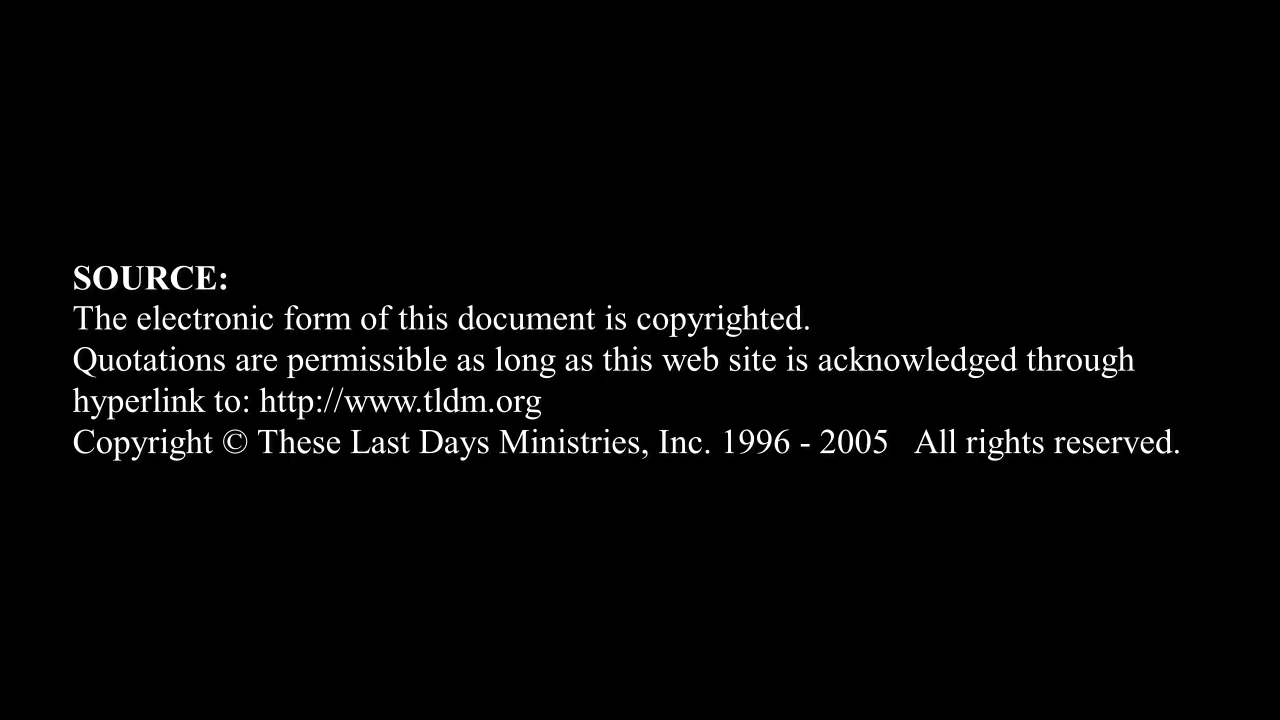 SOURCE:
The electronic form of this document is copyrighted.
Quotations are permissible as long as this web site is acknowledged through
hyperlink to: http://www.tldm.org
Copyright © These Last Days Ministries, Inc. 1996 - 2005   All rights reserved.